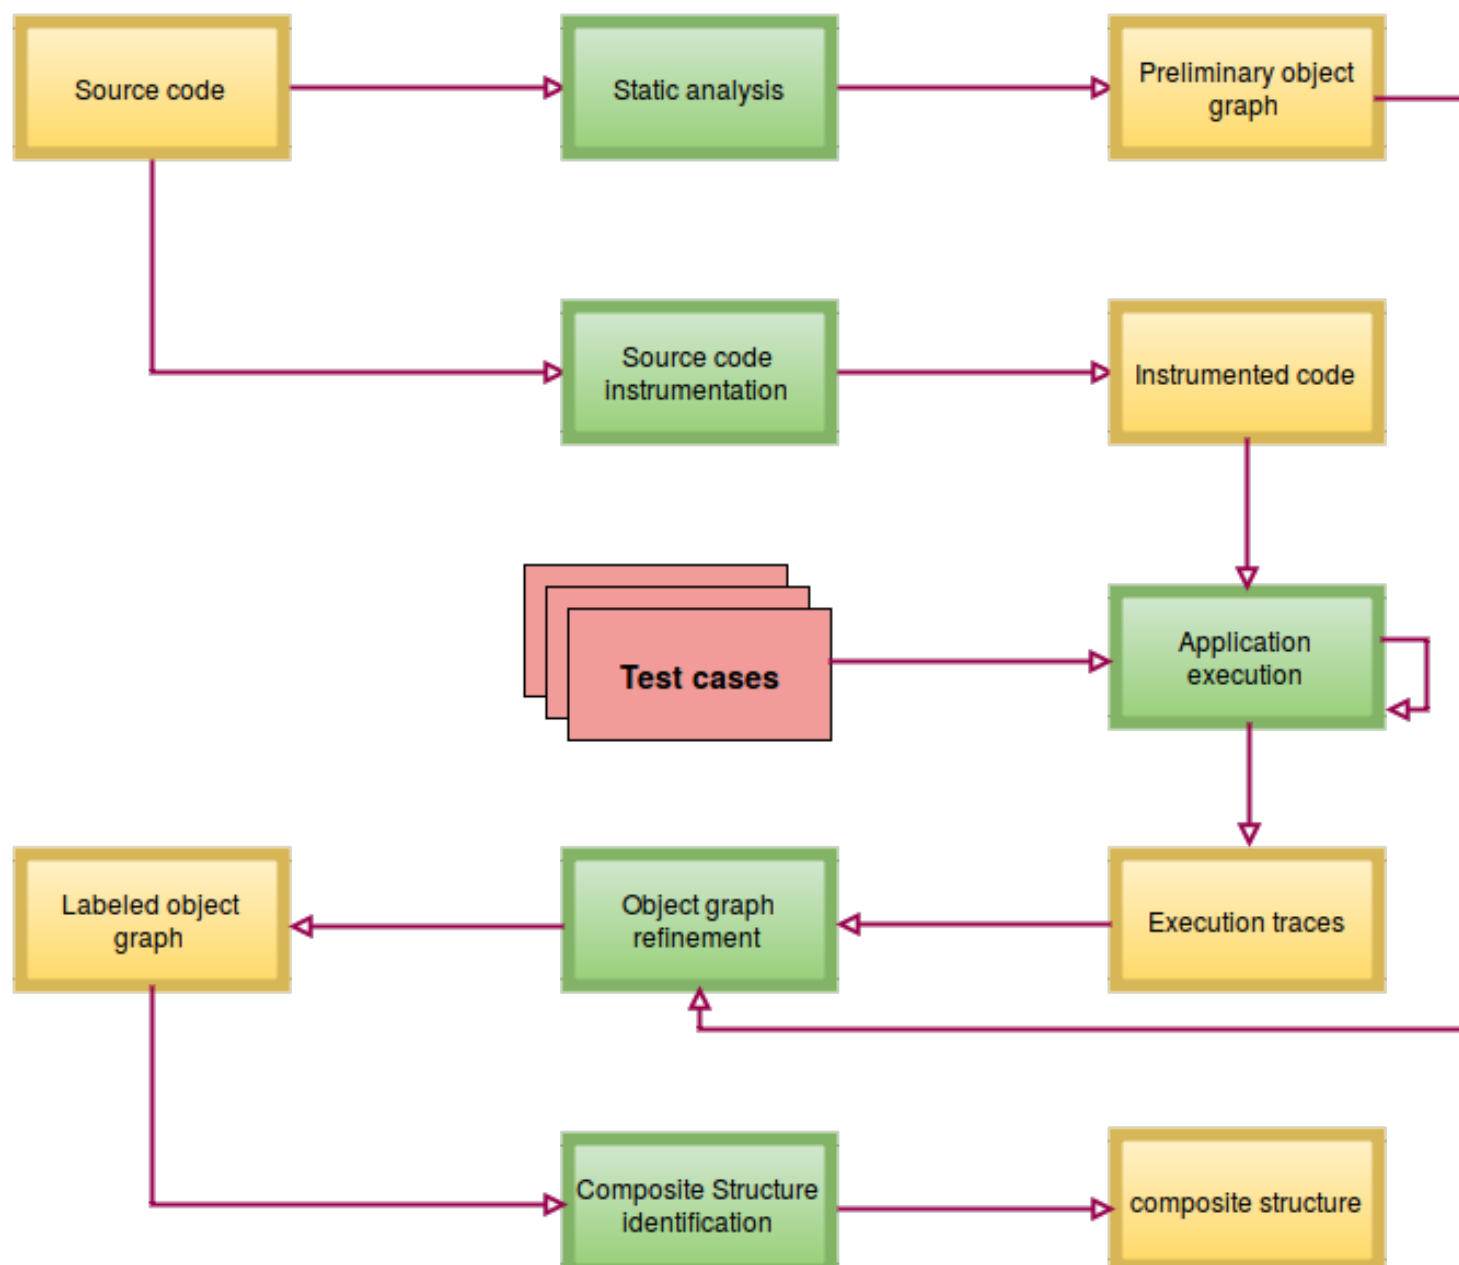 Source code
Static analysis
Preliminary object
graph
Source code
instrumentation
Instrumented code
Test cases
Application
execution
Labeled object
graph
Object graph
refinement
Execution traces
Composite Structure
identification
composite structure